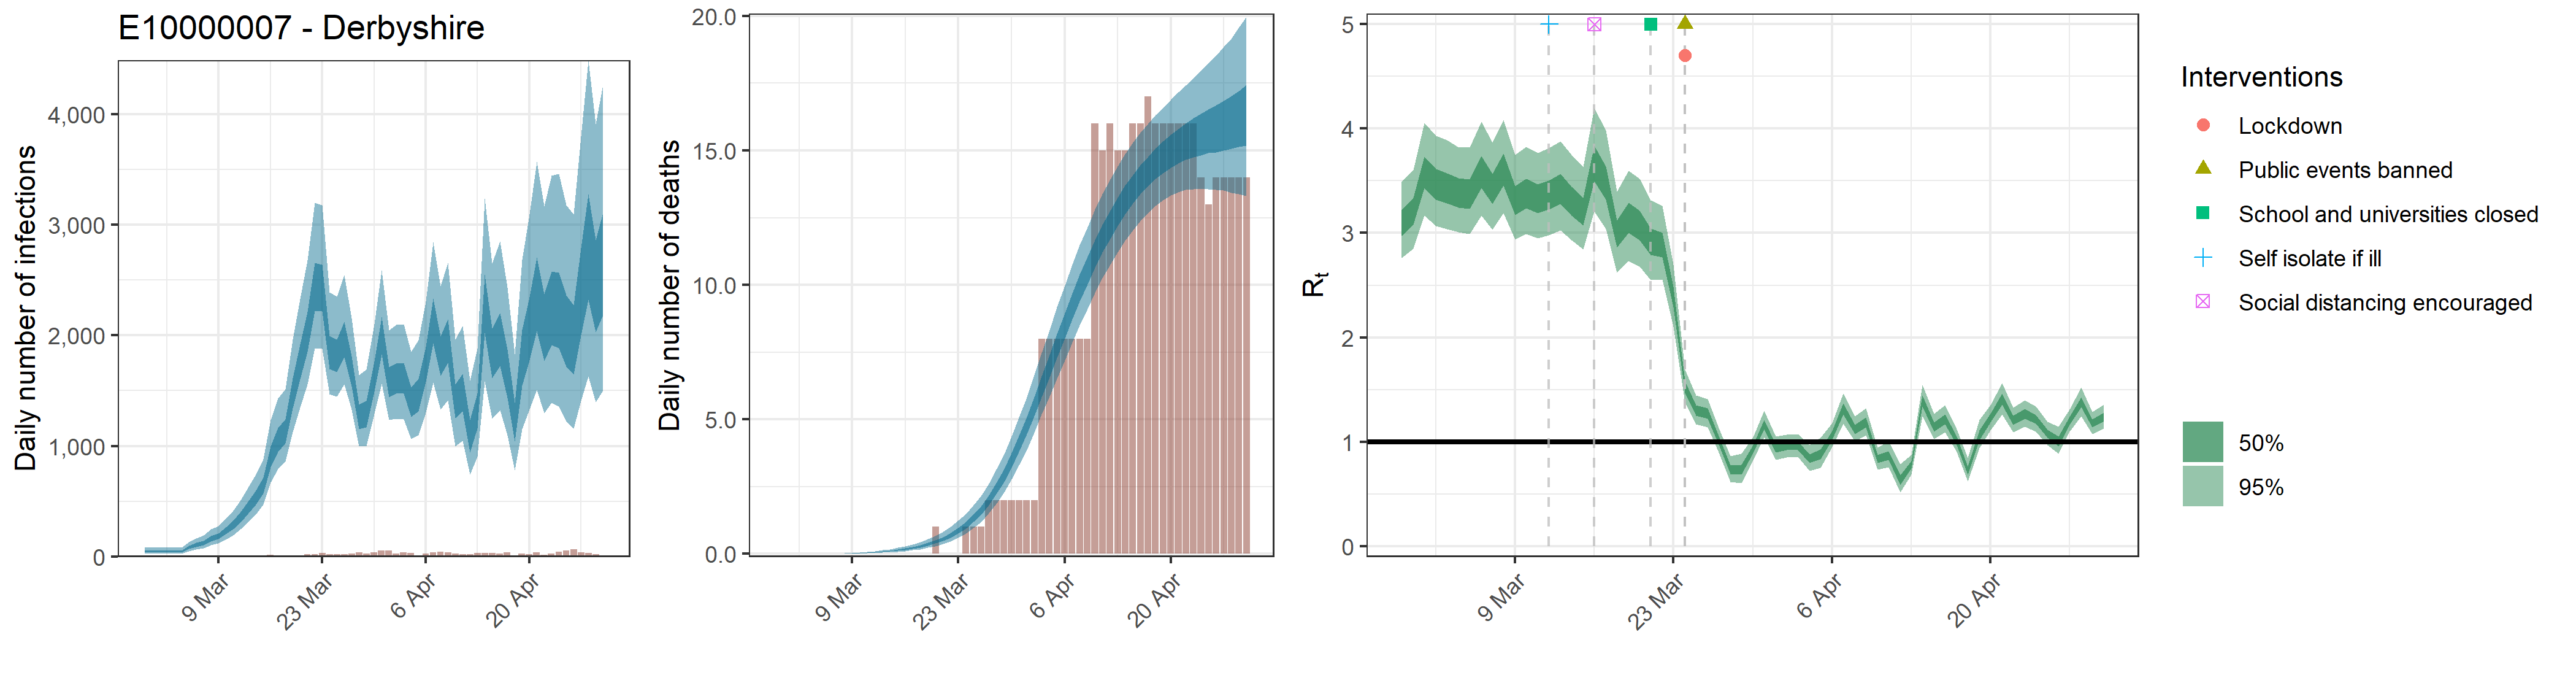 E10000007 - Derbyshire
Daily number of infections
4,000
3,000
2,000
1,000
0
9 Mar
23 Mar
6 Apr
20 Apr
Daily number of deaths
20.0
15.0
10.0
5.0
0.0
9 Mar
23 Mar
6 Apr
20 Apr
Rt
5
4
3
2
1
0
9 Mar
23 Mar
6 Apr
20 Apr
Interventions
Lockdown
Public events banned
School and universities closed
Self isolate if ill
Social distancing encouraged
50%
95%